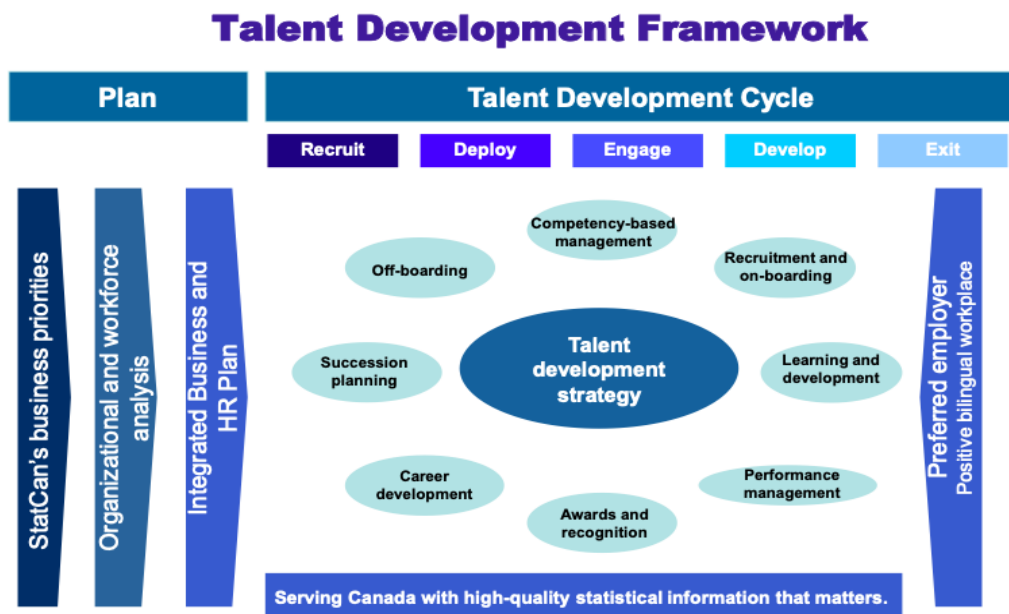 Talent Development Framework
Plan
Talent Development Cycle
Recruit
Deploy
Engage
Develop
Exit
StatCan's business priorities
Organizational and workforce
analysis
Integrated Business and
HR Plan
Competency-based
management
Off-boarding
Recruitment and
on-boarding
Talent
development
strategy
Succession
planning
Learning and
development
Career
development
Performance
management
Awards and
recognition
Preferred employer
Positive bilingual workplace
Serving Canada with high-quality statistical information that matters.